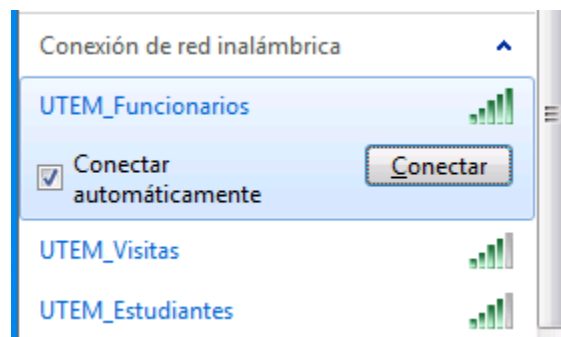 Conexión de red inalámbrica
UTEM_Funcionarios
Conectar
automáticamente
Conectar
UTEM_Visitas
UTEM_Estudiantes